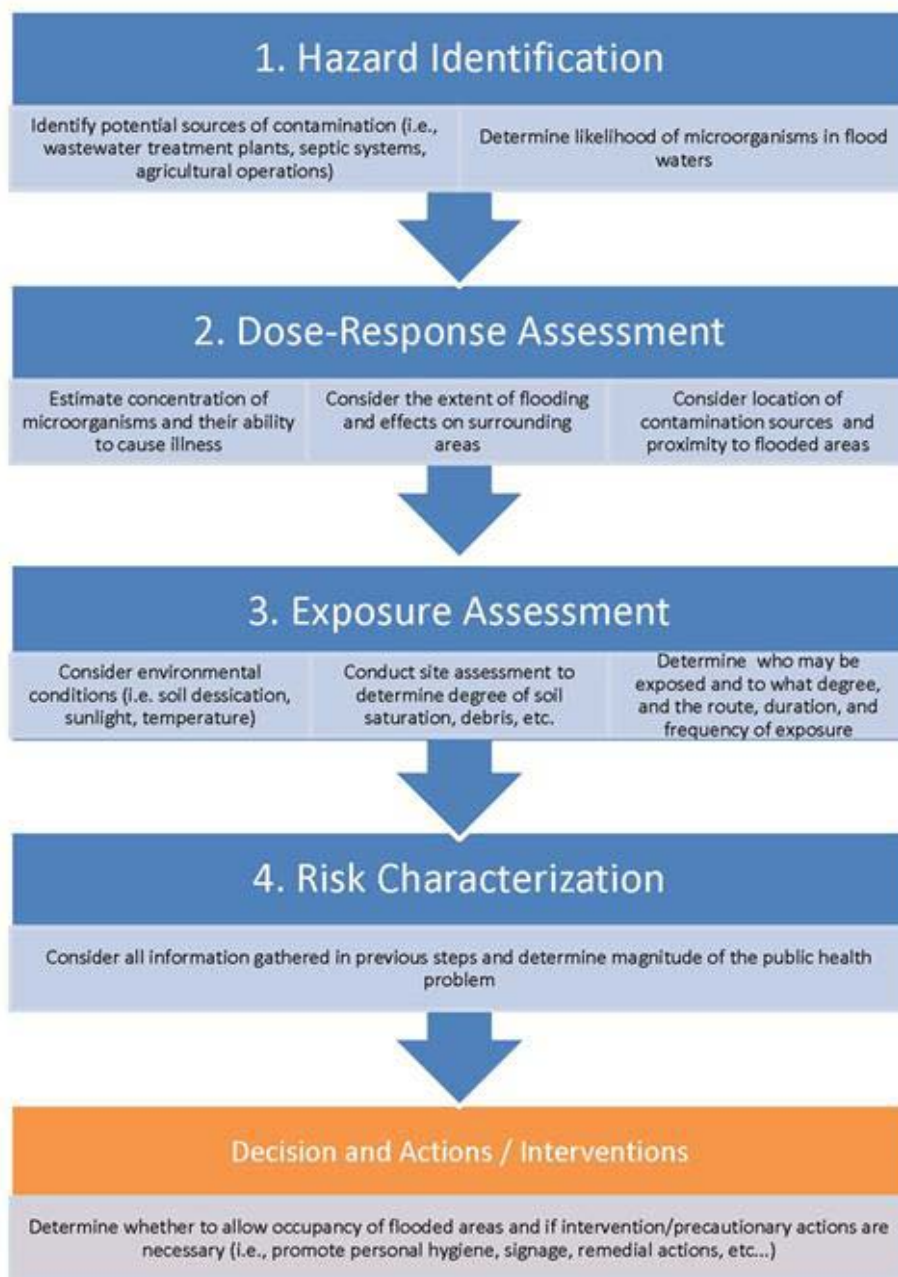 1. Hazard Identification
Identify potential sources of contamination (i.e.,
wastewater treatment plants, septic systems,
agricultural operations)
Determine likelihood of microorganisms in flood
waters
2. Dose-Response Assessment
Estimate concentration of
microorganisms and their ability
to cause illness
Consider the extent of flooding
and effects on surrounding
areas
Consider location of
contamination sources and
proximity to flooded areas
3. Exposure Assessment
Consider environmental
conditions (i.e. soil dessication,
sunlight, temperature)
Conduct site assessment to
determine degree of soil
saturation, debris, etc.
Determine who may be
exposed and to what degree,
and the route, duration, and
frequency of exposure
4. Risk Characterization
Consider all information gathered in previous steps and determine magnitude of the public health
problem
Decision and Actions / Interventions
Determine whether to allow occupancy of flooded areas and if intervention/precautionary actions are
necessary (i.e., promote personal hygiene, signage, remedial actions, etc...)